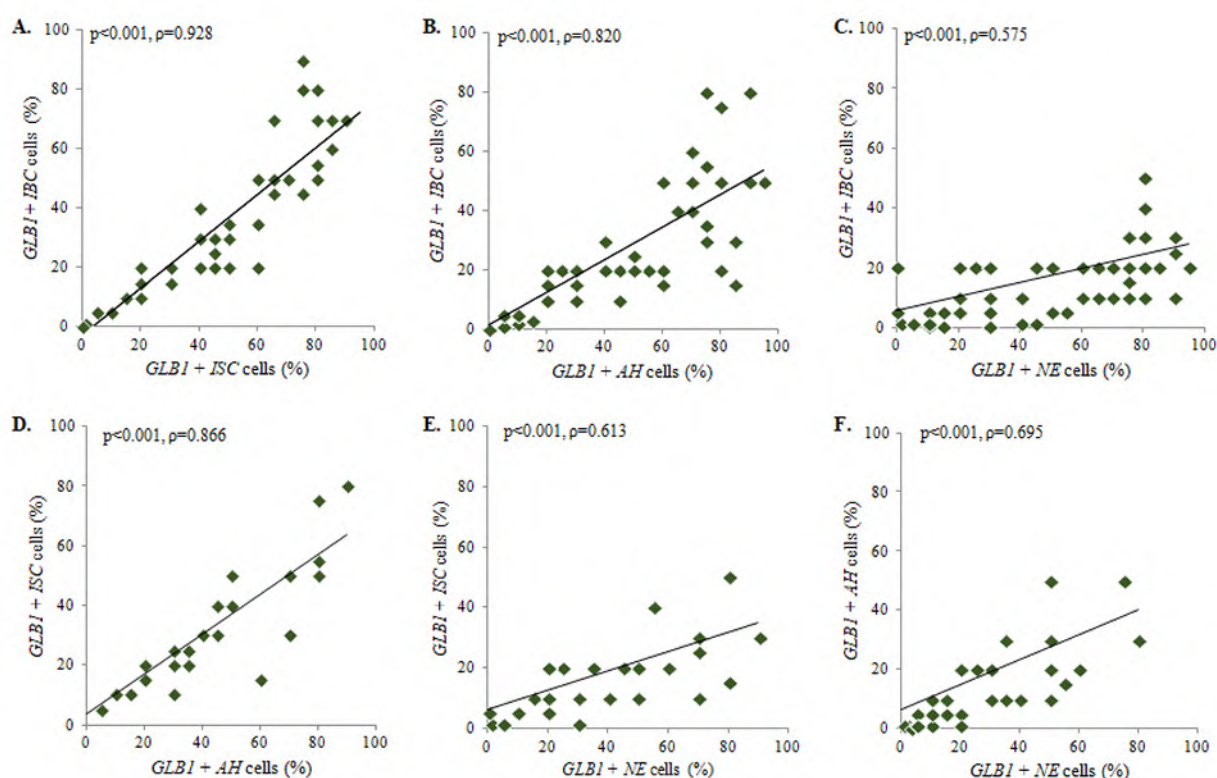 A.
p<0.001, ρ=0.928
100
80
60
40
20
0
GLB1 + IBC cells (%)
0 20 40 60 80 100
GLB1 + ISC cells (%)
B.
p<0.001, ρ=0.820
100
80
60
40
20
0
GLB1 + IBC cells (%)
0 20 40 60 80 100
GLB1 + AH cells (%)
C.
p<0.001, ρ=0.575
100
80
60
40
20
0
GLB1 + IBC cells (%)
0 20 40 60 80 100
GLB1 + NE cells (%)
D.
p<0.001, ρ=0.866
100
80
60
40
20
0
GLB1 + ISC cells (%)
0 20 40 60 80 100
GLB1 + AH cells (%)
E.
p<0.001, ρ=0.613
100
80
60
40
20
0
GLB1 + ISC cells (%)
0 20 40 60 80 100
GLB1 + NE cells (%)
F.
p<0.001, ρ=0.695
100
80
60
40
20
0
GLB1 + AH cells (%)
0 20 40 60 80 100
GLB1 + NE cells (%)